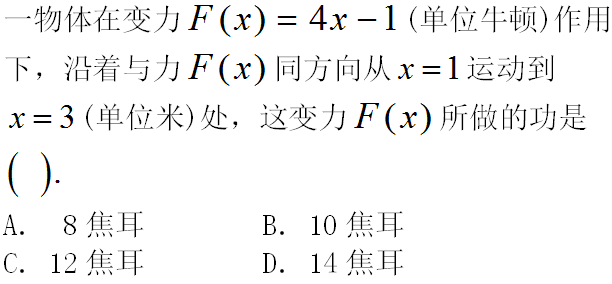 一物体在变力F(x)=4x-1(单位牛顿)作用
下，沿着与力F(x)同方向从x=1运动到
x=3(单位米)处，这变力F(x)所做的功是
( ).
A. 8焦耳 B. 10焦耳
C. 12焦耳 D. 14焦耳